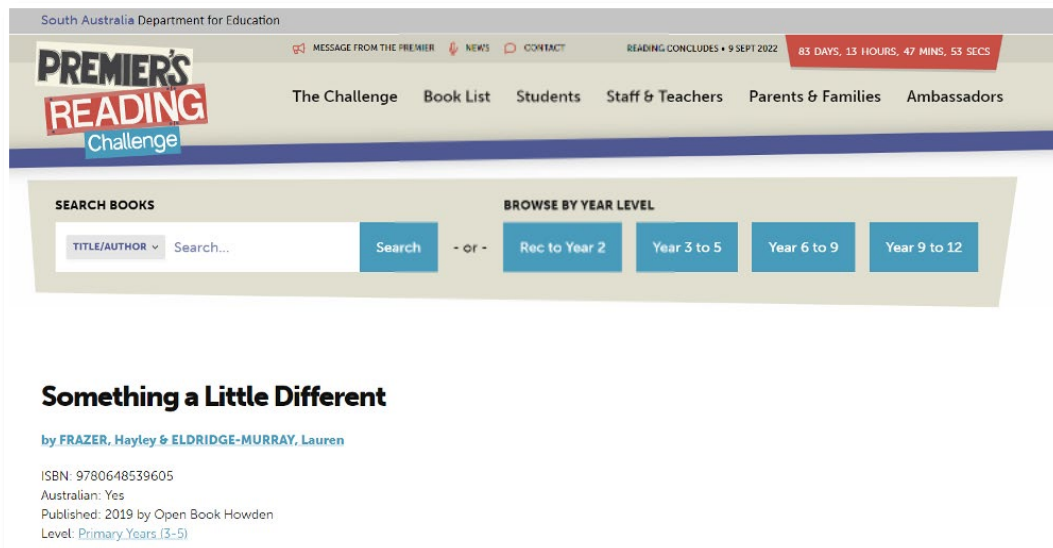 South Australia Department for Education
MESSAGE FROM THE PREMIER NEWS CONTACT READING CONCLUDES • 9 SEPT 2022 83 DAYS, 13 HOURS, 47 MINS, 53 SECS
PREMIER'S
READING
Challenge
The Challenge Book List Students Staff & Teachers Parents & Families Ambassadors
SEARCH BOOKS
TITLE/AUTHOR Search... Search
- or -
BROWSE BY YEAR LEVEL
Rec to Year 2 Year 3 to 5 Year 6 to 9 Year 9 to 12
Something a Little Different
by FRAZER, Hayley & ELDRIDGE-MURRAY, Lauren
ISBN: 9780648539605
Australian: Yes
Published: 2019 by Open Book Howden
Level: Primary Years (3-5)